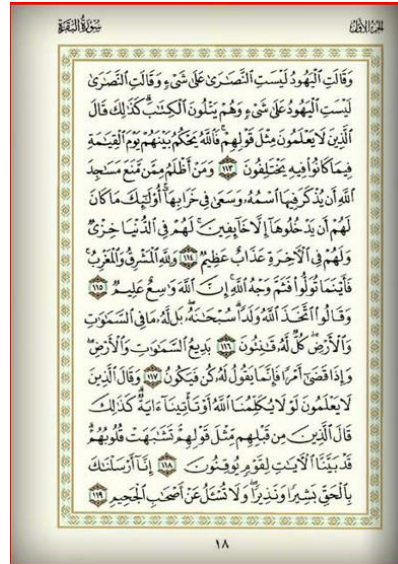 الجزء الأول
سورة البقرة
وَقَالَتِ ٱلْيَهُودُ لَيْسَتِ ٱلنَّصَٰرَىٰ عَلَىٰ شَىْءٍ وَقَالَتِ ٱلنَّصَٰرَىٰ
لَيْسَتِ ٱلْيَهُودُ عَلَىٰ شَىْءٍ وَهُمْ يَتْلُونَ ٱلْكِتَٰبَۗ كَذَٰلِكَ قَالَ
ٱلَّذِينَ لَا يَعْلَمُونَ مِثْلَ قَوْلِهِمْۚ فَٱللَّهُ يَحْكُمُ بَيْنَهُمْ يَوْمَ ٱلْقِيَٰمَةِ
فِيمَا كَانُوا۟ فِيهِ يَخْتَلِفُونَ ١١٣ وَمَنْ أَظْلَمُ مِمَّن مَّنَعَ مَسَٰجِدَ
ٱللَّهِ أَن يُذْكَرَ فِيهَا ٱسْمُهُۥ وَسَعَىٰ فِى خَرَابِهَآۚ أُو۟لَٰٓئِكَ مَا كَانَ
لَهُمْ أَن يَدْخُلُوهَآ إِلَّا خَآئِفِينَۚ لَهُمْ فِى ٱلدُّنْيَا خِزْىٌ
وَلَهُمْ فِى ٱلْءَاخِرَةِ عَذَابٌ عَظِيمٌ ١١٤ وَلِلَّهِ ٱلْمَشْرِقُ وَٱلْمَغْرِبُۚ
فَأَيْنَمَا تُوَلُّوا۟ فَثَمَّ وَجْهُ ٱللَّهِۚ إِنَّ ٱللَّهَ وَٰسِعٌ عَلِيمٌ ١١٥
وَقَالُوا۟ ٱتَّخَذَ ٱللَّهُ وَلَدًاۗ سُبْحَٰنَهُۥۖ بَل لَّهُۥ مَا فِى ٱلسَّمَٰوَٰتِ
وَٱلْأَرْضِۖ كُلٌّ لَّهُۥ قَٰنِتُونَ ١١٦ بَدِيعُ ٱلسَّمَٰوَٰتِ وَٱلْأَرْضِۖ
وَإِذَا قَضَىٰٓ أَمْرًا فَإِنَّمَا يَقُولُ لَهُۥ كُن فَيَكُونُ ١١٧ وَقَالَ ٱلَّذِينَ
لَا يَعْلَمُونَ لَوْلَا يُكَلِّمُنَا ٱللَّهُ أَوْ تَأْتِينَآ ءَايَةٌۗ كَذَٰلِكَ
قَالَ ٱلَّذِينَ مِن قَبْلِهِم مِّثْلَ قَوْلِهِمْۘ تَشَٰبَهَتْ قُلُوبُهُمْۗ
قَدْ بَيَّنَّا ٱلْءَايَٰتِ لِقَوْمٍ يُوقِنُونَ ١١٨ إِنَّآ أَرْسَلْنَٰكَ
بِٱلْحَقِّ بَشِيرًا وَنَذِيرًاۖ وَلَا تُسْـَٔلُ عَنْ أَصْحَٰبِ ٱلْجَحِيمِ ١١٩
١٨